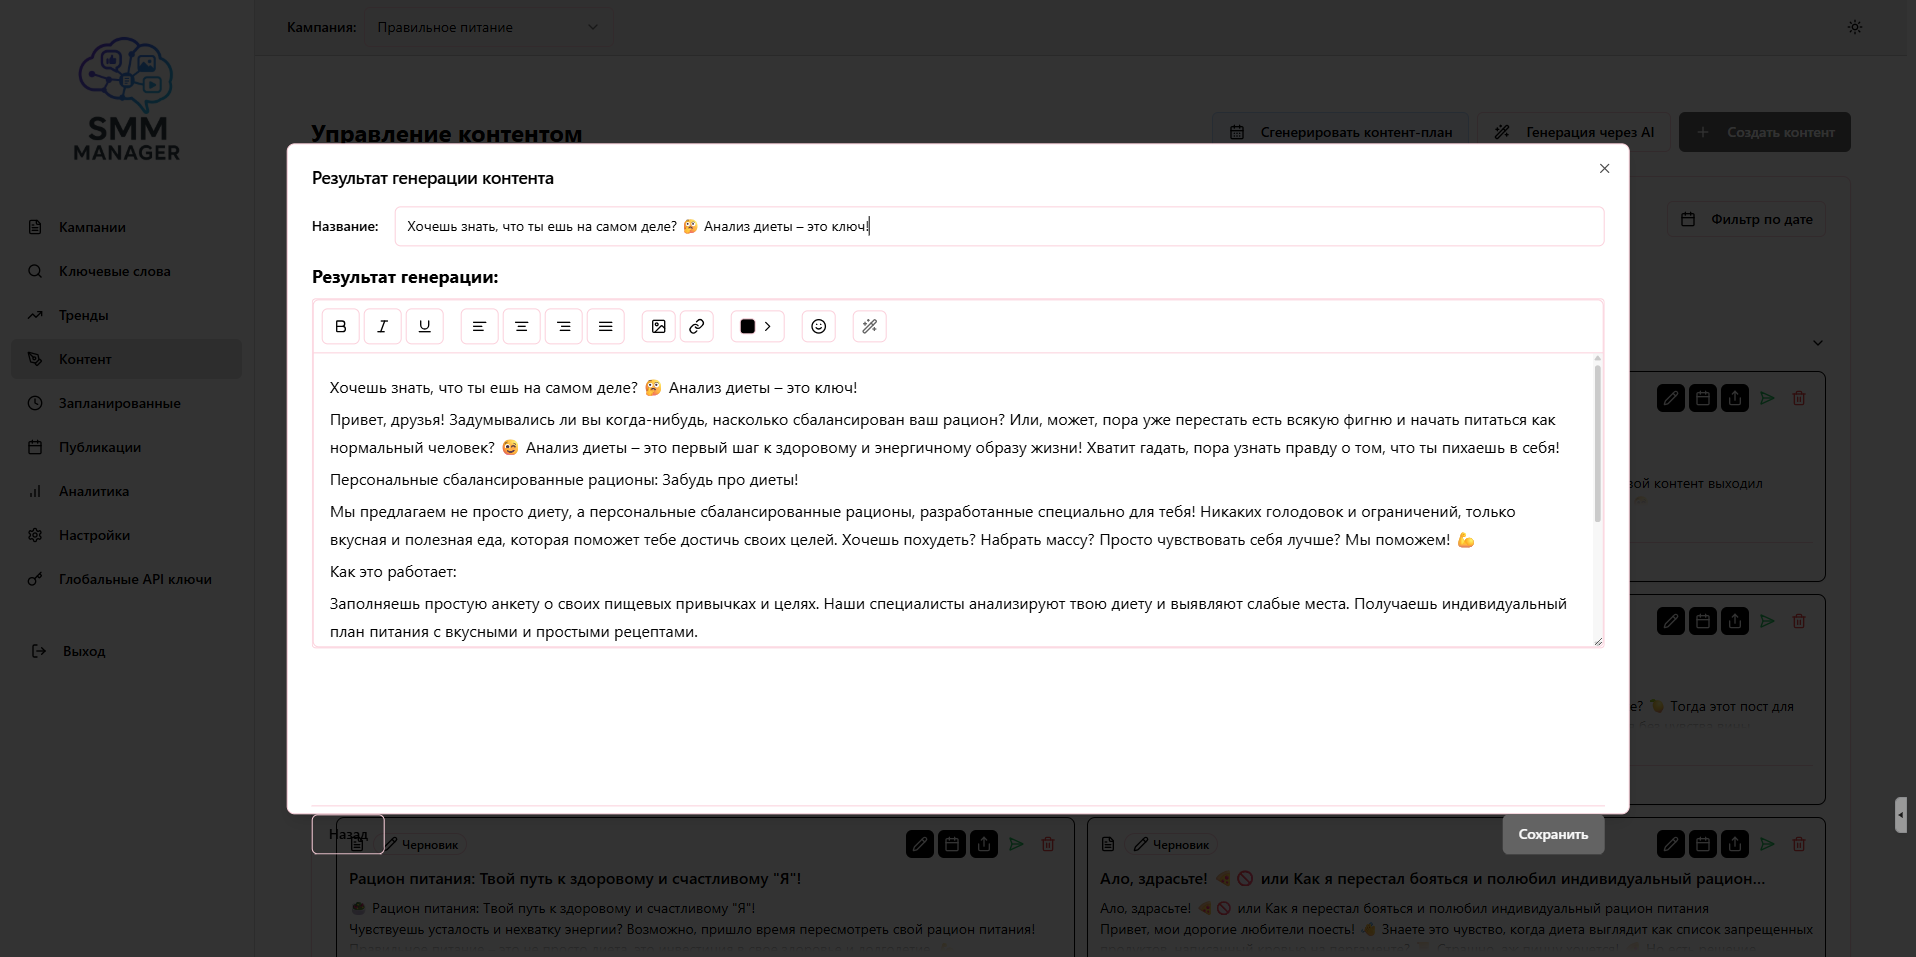 Кампания: Правильное питание
SMM
MANAGER
Управление контентом
Сгенерировать контент-план
Генерация через AI
Создать контент
Кампании
Ключевые слова
Тренды
Контент
Запланированные
Публикации
Аналитика
Настройки
Глобальные API ключи
Выход
Фильтр по дате
Результат генерации контента
Название: Хочешь знать, что ты ешь на самом деле? 🤔 Анализ диеты – это ключ!
Результат генерации:
B I U
Хочешь знать, что ты ешь на самом деле? 🤔 Анализ диеты – это ключ!
Привет, друзья! Задумывались ли вы когда-нибудь, насколько сбалансирован ваш рацион? Или, может, пора уже перестать есть всякую фигню и начать питаться как
нормальный человек? 😉 Анализ диеты – это первый шаг к здоровому и энергичному образу жизни! Хватит гадать, пора узнать правду о том, что ты пихаешь в себя!
Персональные сбалансированные рационы: Забудь про диеты!
Мы предлагаем не просто диету, а персональные сбалансированные рационы, разработанные специально для тебя! Никаких голодовок и ограничений, только
вкусная и полезная еда, которая поможет тебе достичь своих целей. Хочешь похудеть? Набрать массу? Просто чувствовать себя лучше? Мы поможем! 💪
Как это работает:
Заполняешь простую анкету о своих пищевых привычках и целях. Наши специалисты анализируют твою диету и выявляют слабые места. Получаешь индивидуальный
план питания с вкусными и простыми рецептами.
вой контент выходил
е? 🍋 Тогда этот пост для
Назад
Сохранить
Черновик
Рацион питания: Твой путь к здоровому и счастливому "Я"!
Рацион питания: Твой путь к здоровому и счастливому "Я"!
Чувствуешь усталость и нехватку энергии? Возможно, пришло время пересмотреть свой рацион питания!
Черновик
Ало, здрасьте! 🍕🚫 или Как я перестал бояться и полюбил индивидуальный рацион...
Ало, здрасьте! 🍕🚫 или Как я перестал бояться и полюбил индивидуальный рацион питания
Привет, мои дорогие любители поесть! Знаете это чувство, когда диета выглядит как список запрещенных